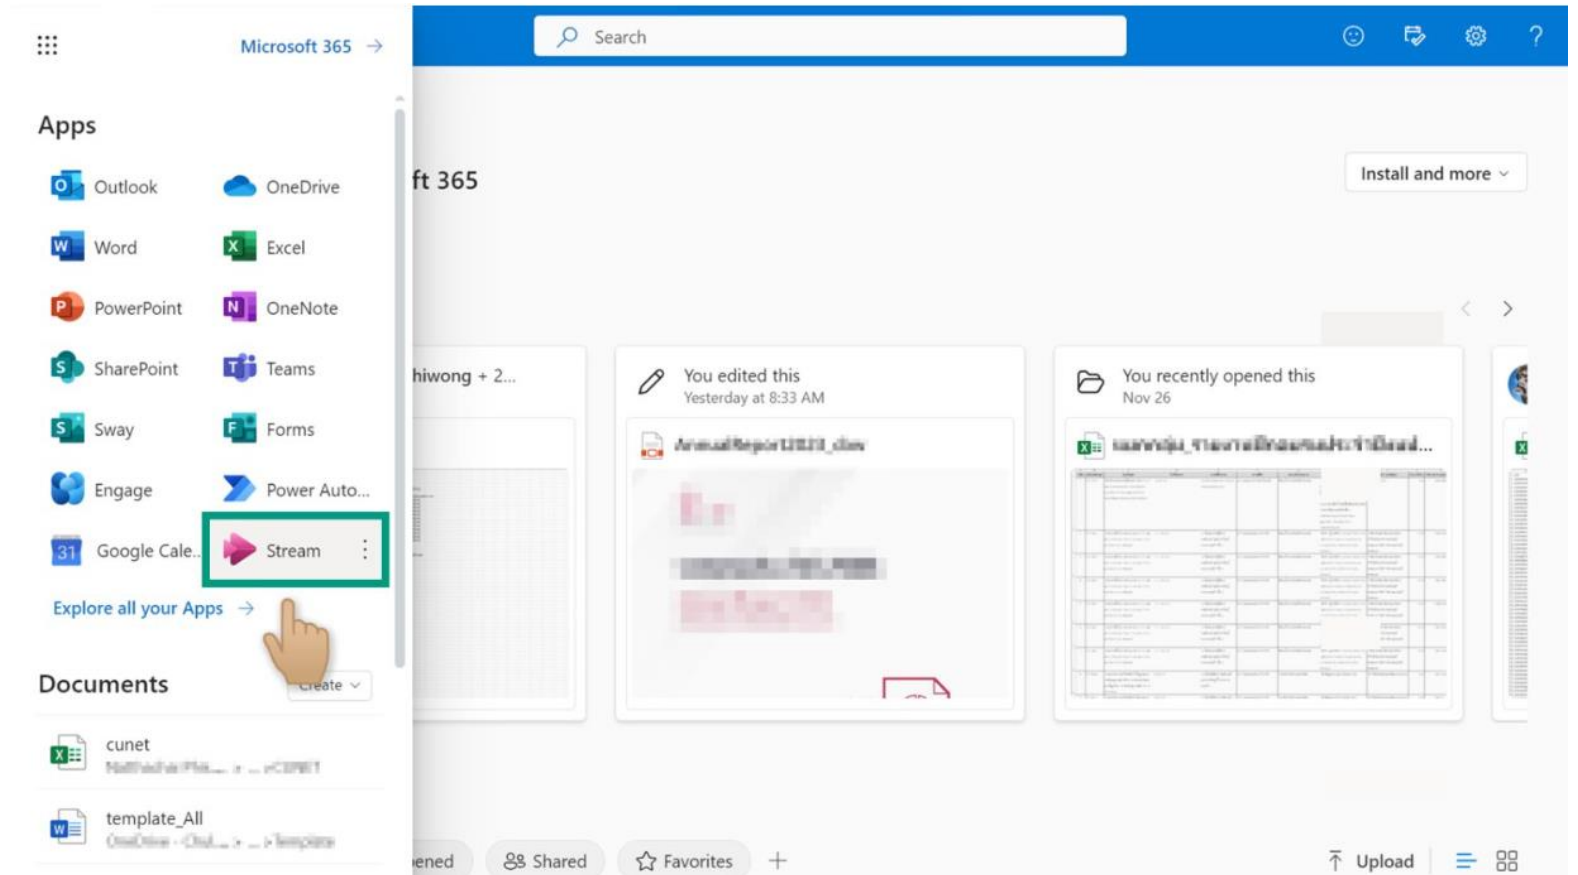 Microsoft 365 →
Search
Apps
Outlook
OneDrive
ft 365
Install and more
Word
Excel
PowerPoint
OneNote
SharePoint
Teams
hiwong + 2...
You edited this
Yesterday at 8:33 AM
You recently opened this
Nov 26
Sway
Forms
Engage
Power Auto...
Google Cale..
Stream
Explore all your Apps →
Documents
Create
cunet
template_All
ened
Shared
Favorites
Upload